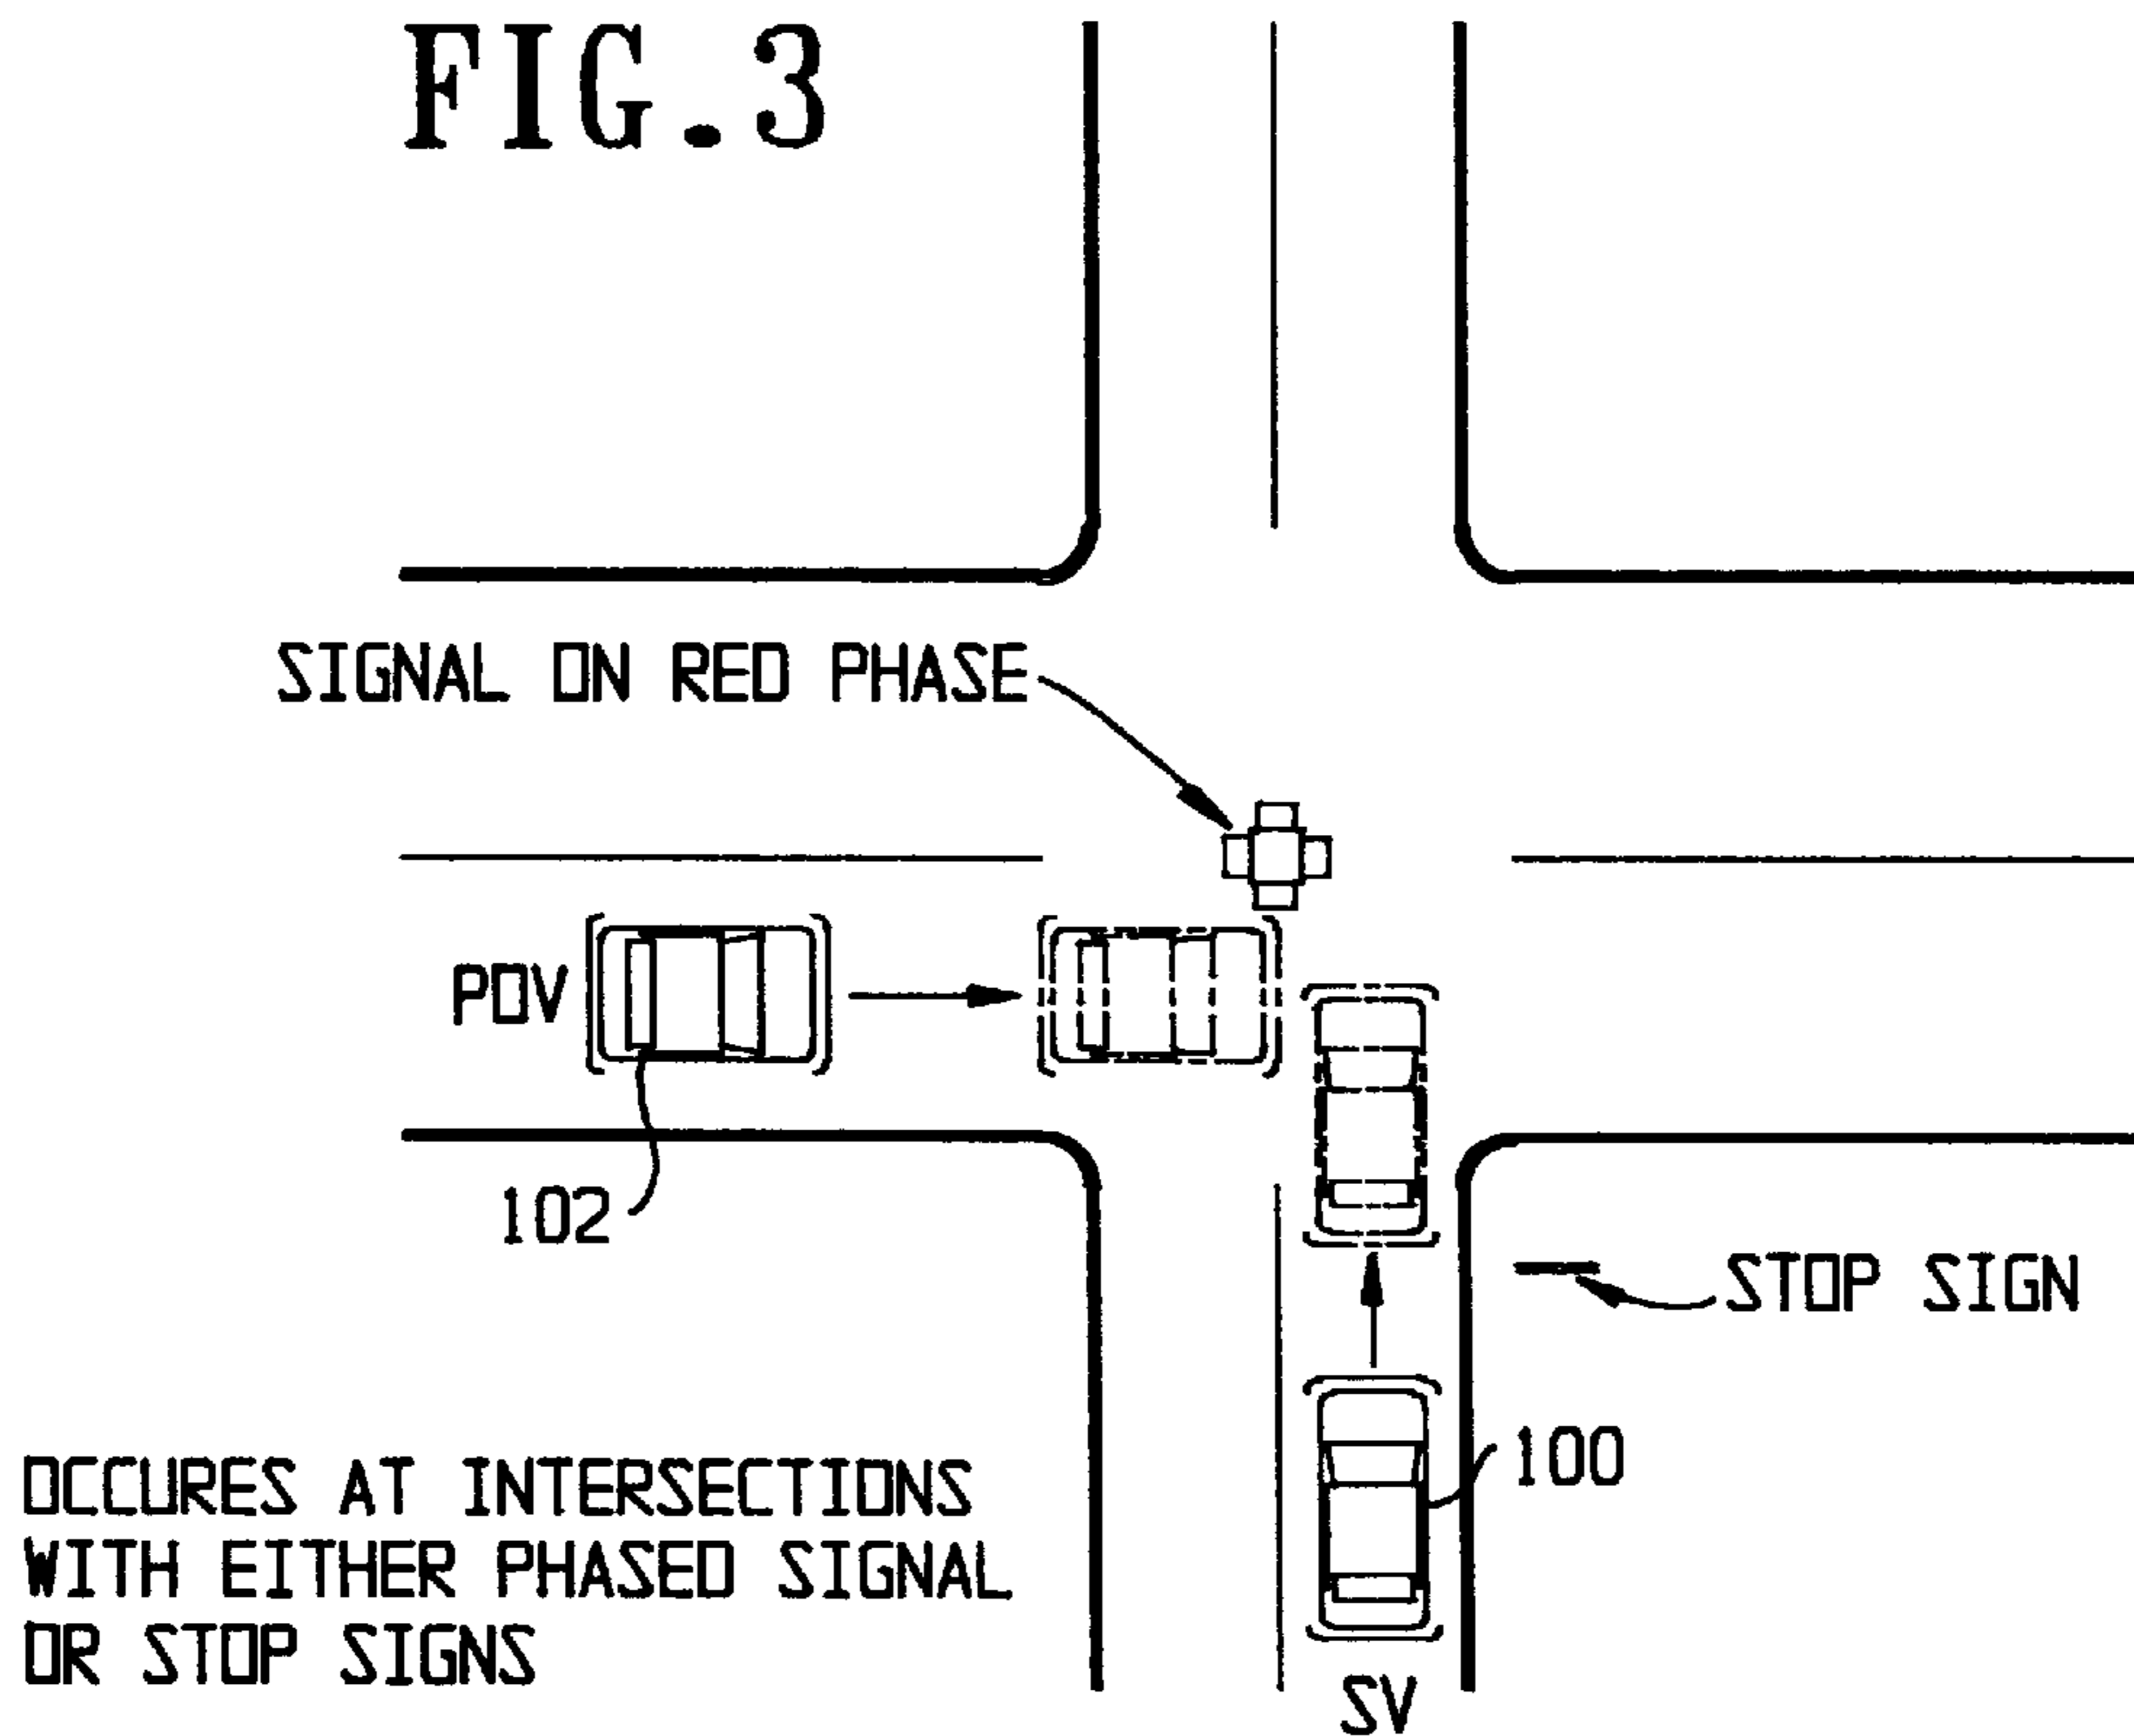 FIG.3
SIGNAL ON RED PHASE
POV
102
STOP SIGN
100
OCCURES AT INTERSECTIONS
WITH EITHER PHASED SIGNAL
OR STOP SIGNS
SV